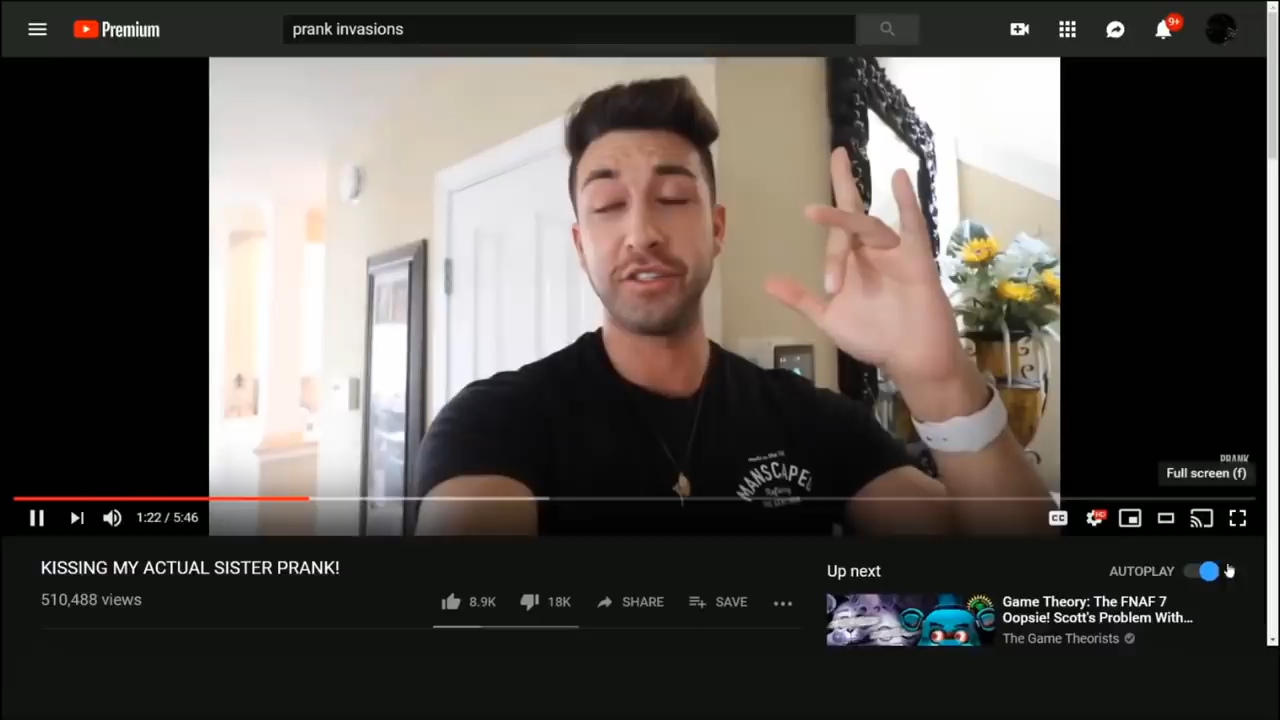 Premium
prank invasions
9+
MANSCAPED
PRANK
Full screen (f)
1:22 / 5:46
CC
HD
KISSING MY ACTUAL SISTER PRANK!
510,488 views
8.9K
18K
SHARE
SAVE
Up next
AUTOPLAY
Game Theory: The FNAF 7
Oopsie! Scott's Problem With...
The Game Theorists